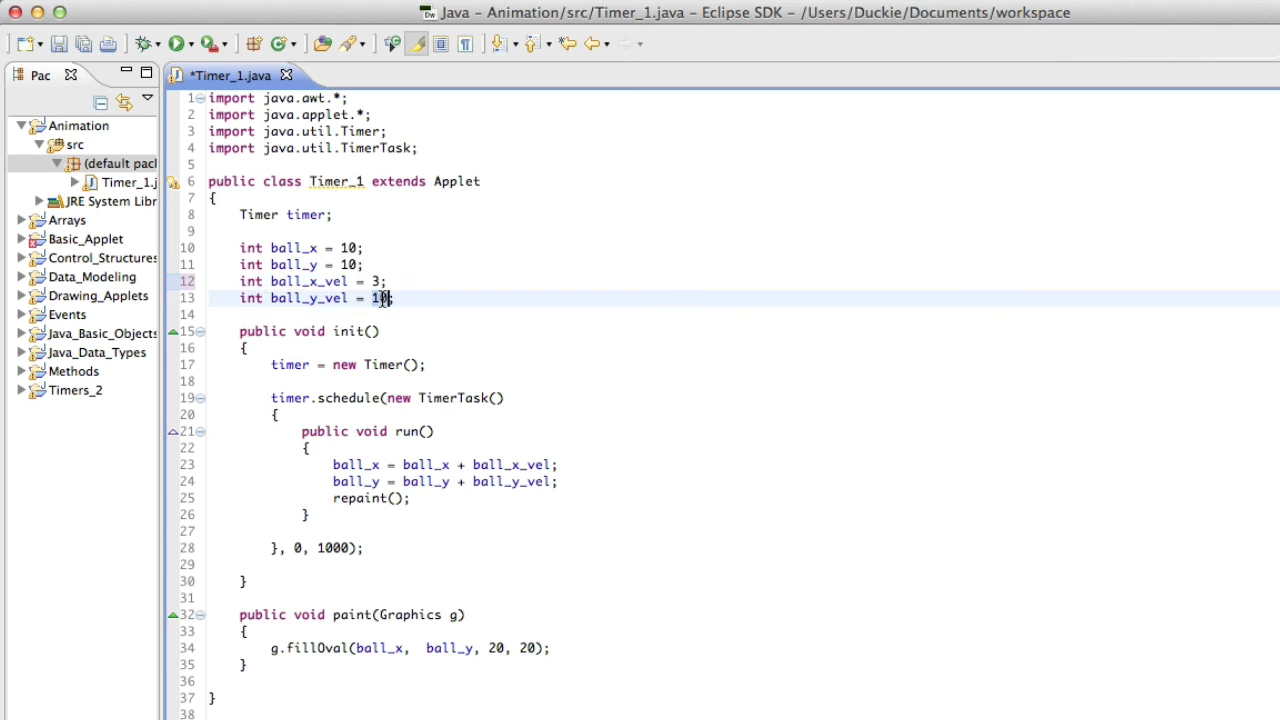 Java - Animation/src/Timer_1.java - Eclipse SDK - /Users/Duckie/Documents/workspace
Pac
*Timer_1.java
Animation
src
(default pacl
Timer_1.j
JRE System Libr
Arrays
Basic_Applet
Control_Structures
Data_Modeling
Drawing_Applets
Events
Java_Basic_Objects
Java_Data_Types
Methods
Timers_2
1 import java.awt.*;
2 import java.applet.*;
3 import java.util.Timer;
4 import java.util.TimerTask;
5
6 public class Timer_1 extends Applet
7 {
8 Timer timer;
9
10 int ball_x = 10;
11 int ball_y = 10;
12 int ball_x_vel = 3;
13 int ball_y_vel = 10;
14
15 public void init()
16 {
17 timer = new Timer();
18
19 timer.schedule(new TimerTask()
20 {
21 public void run()
22 {
23 ball_x = ball_x + ball_x_vel;
24 ball_y = ball_y + ball_y_vel;
25 repaint();
26 }
27
28 }, 0, 1000);
29
30 }
31
32 public void paint(Graphics g)
33 {
34 g.fillOval(ball_x, ball_y, 20, 20);
35 }
36
37 }
38